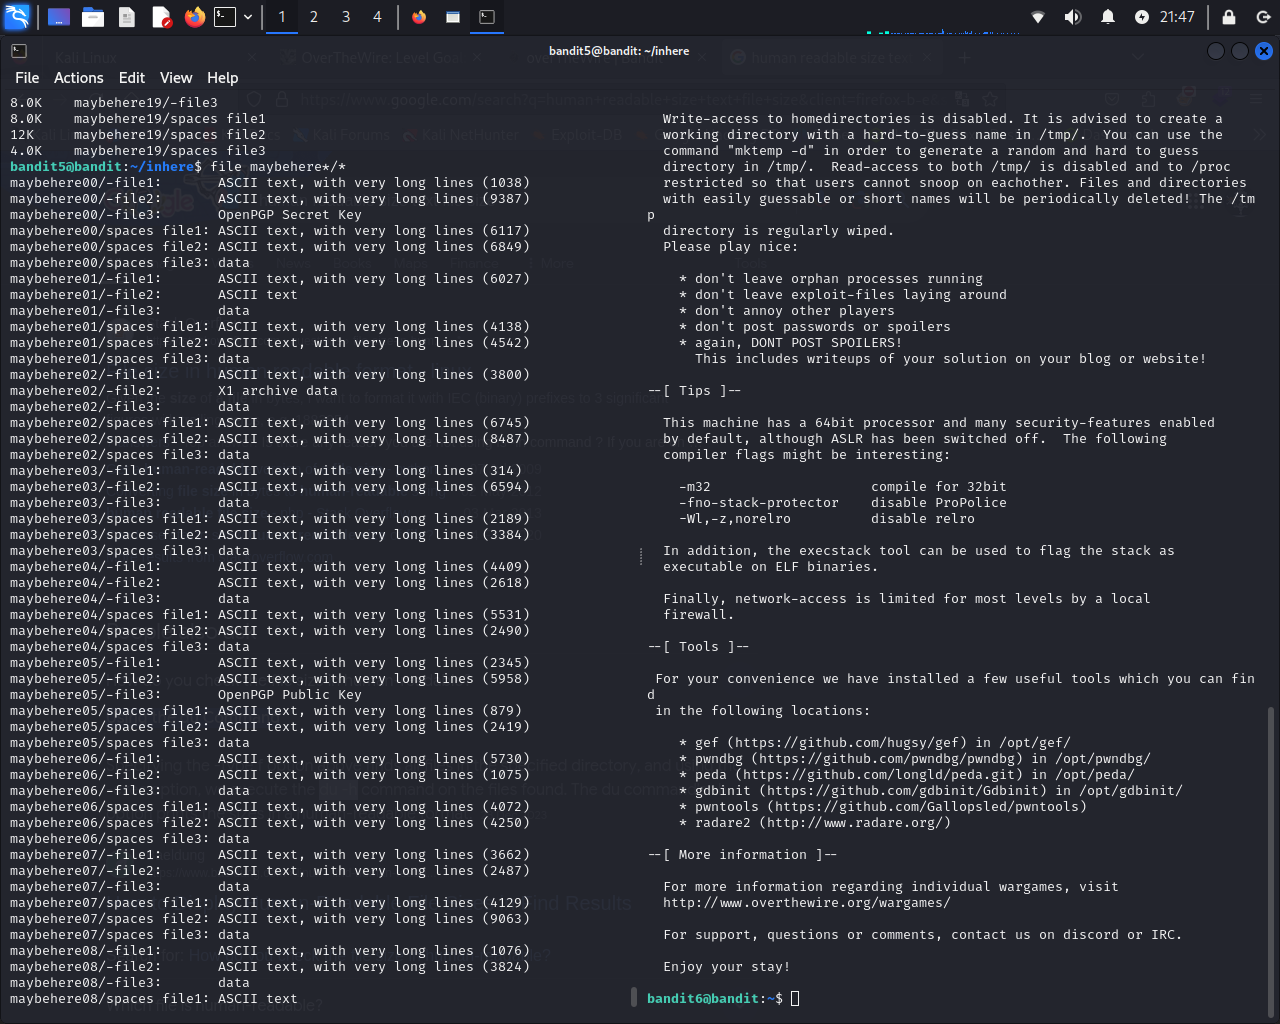 1 2 3 4
21:47
bandit5@bandit: ~/inhere
File Actions Edit View Help
8.0K maybehere19/-file3
8.0K maybehere19/spaces file1
12K maybehere19/spaces file2
4.0K maybehere19/spaces file3
bandit5@bandit:~/inhere$ file maybehere*/*
maybehere00/-file1: ASCII text, with very long lines (1038)
maybehere00/-file2: ASCII text, with very long lines (9387)
maybehere00/-file3: OpenPGP Secret Key
maybehere00/spaces file1: ASCII text, with very long lines (6117)
maybehere00/spaces file2: ASCII text, with very long lines (6849)
maybehere00/spaces file3: data
maybehere01/-file1: ASCII text, with very long lines (6027)
maybehere01/-file2: ASCII text
maybehere01/-file3: data
maybehere01/spaces file1: ASCII text, with very long lines (4138)
maybehere01/spaces file2: ASCII text, with very long lines (4542)
maybehere01/spaces file3: data
maybehere02/-file1: ASCII text, with very long lines (3800)
maybehere02/-file2: X1 archive data
maybehere02/-file3: data
maybehere02/spaces file1: ASCII text, with very long lines (6745)
maybehere02/spaces file2: ASCII text, with very long lines (8487)
maybehere02/spaces file3: data
maybehere03/-file1: ASCII text, with very long lines (314)
maybehere03/-file2: ASCII text, with very long lines (6594)
maybehere03/-file3: data
maybehere03/spaces file1: ASCII text, with very long lines (2189)
maybehere03/spaces file2: ASCII text, with very long lines (3384)
maybehere03/spaces file3: data
maybehere04/-file1: ASCII text, with very long lines (4409)
maybehere04/-file2: ASCII text, with very long lines (2618)
maybehere04/-file3: data
maybehere04/spaces file1: ASCII text, with very long lines (5531)
maybehere04/spaces file2: ASCII text, with very long lines (2490)
maybehere04/spaces file3: data
maybehere05/-file1: ASCII text, with very long lines (2345)
maybehere05/-file2: ASCII text, with very long lines (5958)
maybehere05/-file3: OpenPGP Public Key
maybehere05/spaces file1: ASCII text, with very long lines (879)
maybehere05/spaces file2: ASCII text, with very long lines (2419)
maybehere05/spaces file3: data
maybehere06/-file1: ASCII text, with very long lines (5730)
maybehere06/-file2: ASCII text, with very long lines (1075)
maybehere06/-file3: data
maybehere06/spaces file1: ASCII text, with very long lines (4072)
maybehere06/spaces file2: ASCII text, with very long lines (4250)
maybehere06/spaces file3: data
maybehere07/-file1: ASCII text, with very long lines (3662)
maybehere07/-file2: ASCII text, with very long lines (2487)
maybehere07/-file3: data
maybehere07/spaces file1: ASCII text, with very long lines (4129)
maybehere07/spaces file2: ASCII text, with very long lines (9063)
maybehere07/spaces file3: data
maybehere08/-file1: ASCII text, with very long lines (1076)
maybehere08/-file2: ASCII text, with very long lines (3824)
maybehere08/-file3: data
maybehere08/spaces file1: ASCII text
Write-access to homedirectories is disabled. It is advised to create a
working directory with a hard-to-guess name in /tmp/. You can use the
command "mktemp -d" in order to generate a random and hard to guess
directory in /tmp/. Read-access to both /tmp/ is disabled and to /proc
restricted so that users cannot snoop on eachother. Files and directories
with easily guessable or short names will be periodically deleted! The /tm
p
directory is regularly wiped.
Please play nice:
* don't leave orphan processes running
* don't leave exploit-files laying around
* don't annoy other players
* don't post passwords or spoilers
* again, DONT POST SPOILERS!
This includes writeups of your solution on your blog or website!
--[ Tips ]--
This machine has a 64bit processor and many security-features enabled
by default, although ASLR has been switched off. The following
compiler flags might be interesting:
-m32 compile for 32bit
-fno-stack-protector disable ProPolice
-Wl,-z,norelro disable relro
In addition, the execstack tool can be used to flag the stack as
executable on ELF binaries.
Finally, network-access is limited for most levels by a local
firewall.
--[ Tools ]--
For your convenience we have installed a few useful tools which you can fin
d
in the following locations:
* gef (https://github.com/hugsy/gef) in /opt/gef/
* pwndbg (https://github.com/pwndbg/pwndbg) in /opt/pwndbg/
* peda (https://github.com/longld/peda.git) in /opt/peda/
* gdbinit (https://github.com/gdbinit/Gdbinit) in /opt/gdbinit/
* pwntools (https://github.com/Gallopsled/pwntools)
* radare2 (http://www.radare.org/)
--[ More information ]--
For more information regarding individual wargames, visit
http://www.overthewire.org/wargames/
For support, questions or comments, contact us on discord or IRC.
Enjoy your stay!
bandit6@bandit:~$